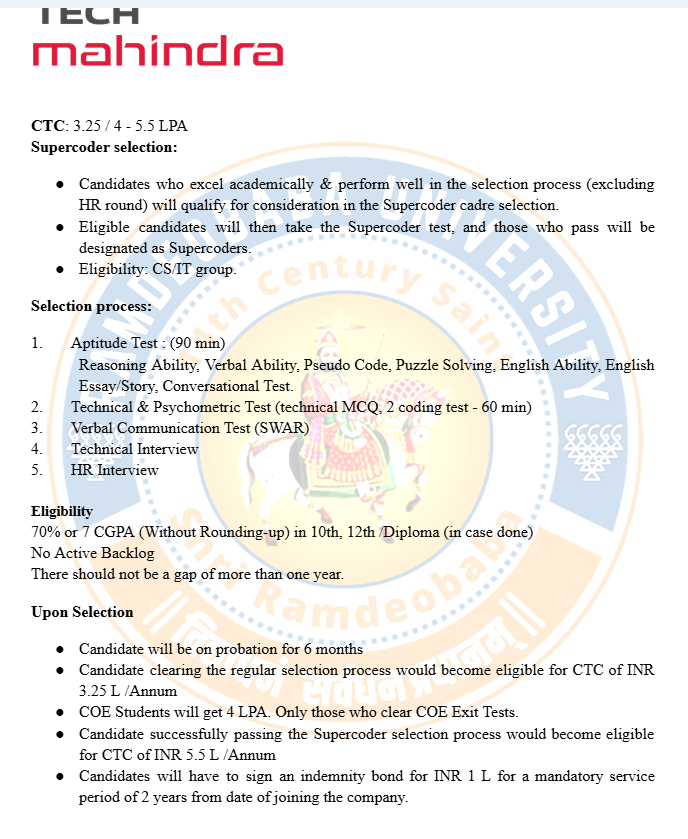 TECH
mahindra
CTC: 3.25 / 4 - 5.5 LPA
Supercoder selection:
● Candidates who excel academically & perform well in the selection process (excluding
HR round) will qualify for consideration in the Supercoder cadre selection.
● Eligible candidates will then take the Supercoder test, and those who pass will be
designated as Supercoders.
● Eligibility: CS/IT group.
Selection process:
1. Aptitude Test : (90 min)
Reasoning Ability, Verbal Ability, Pseudo Code, Puzzle Solving, English Ability, English
Essay/Story, Conversational Test.
2. Technical & Psychometric Test (technical MCQ, 2 coding test - 60 min)
3. Verbal Communication Test (SWAR)
4. Technical Interview
5. HR Interview
Eligibility
70% or 7 CGPA (Without Rounding-up) in 10th, 12th /Diploma (in case done)
No Active Backlog
There should not be a gap of more than one year.
Upon Selection
● Candidate will be on probation for 6 months
● Candidate clearing the regular selection process would become eligible for CTC of INR
3.25 L /Annum
● COE Students will get 4 LPA. Only those who clear COE Exit Tests.
● Candidate successfully passing the Supercoder selection process would become eligible
for CTC of INR 5.5 L /Annum
● Candidates will have to sign an indemnity bond for INR 1 L for a mandatory service
period of 2 years from date of joining the company.
RAMDEOBABA UNIVERSITY
14th Century Saint
Shri Ramdeobaba